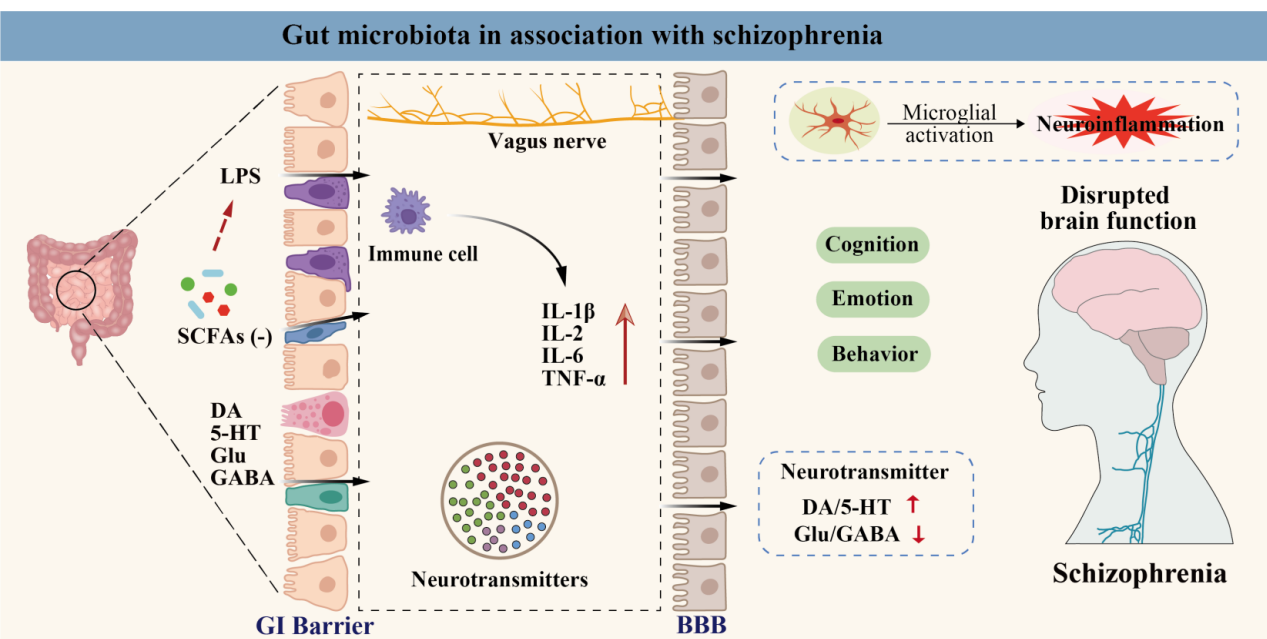 Gut microbiota in association with schizophrenia
LPS
SCFAs (-)
DA
5-HT
Glu
GABA
GI Barrier
Vagus nerve
Immune cell
IL-1β
IL-2
IL-6
TNF-α
Neurotransmitters
BBB
Microglial
activation
Neuroinflammation
Cognition
Emotion
Behavior
Neurotransmitter
DA/5-HT ↑
Glu/GABA ↓
Disrupted
brain function
Schizophrenia